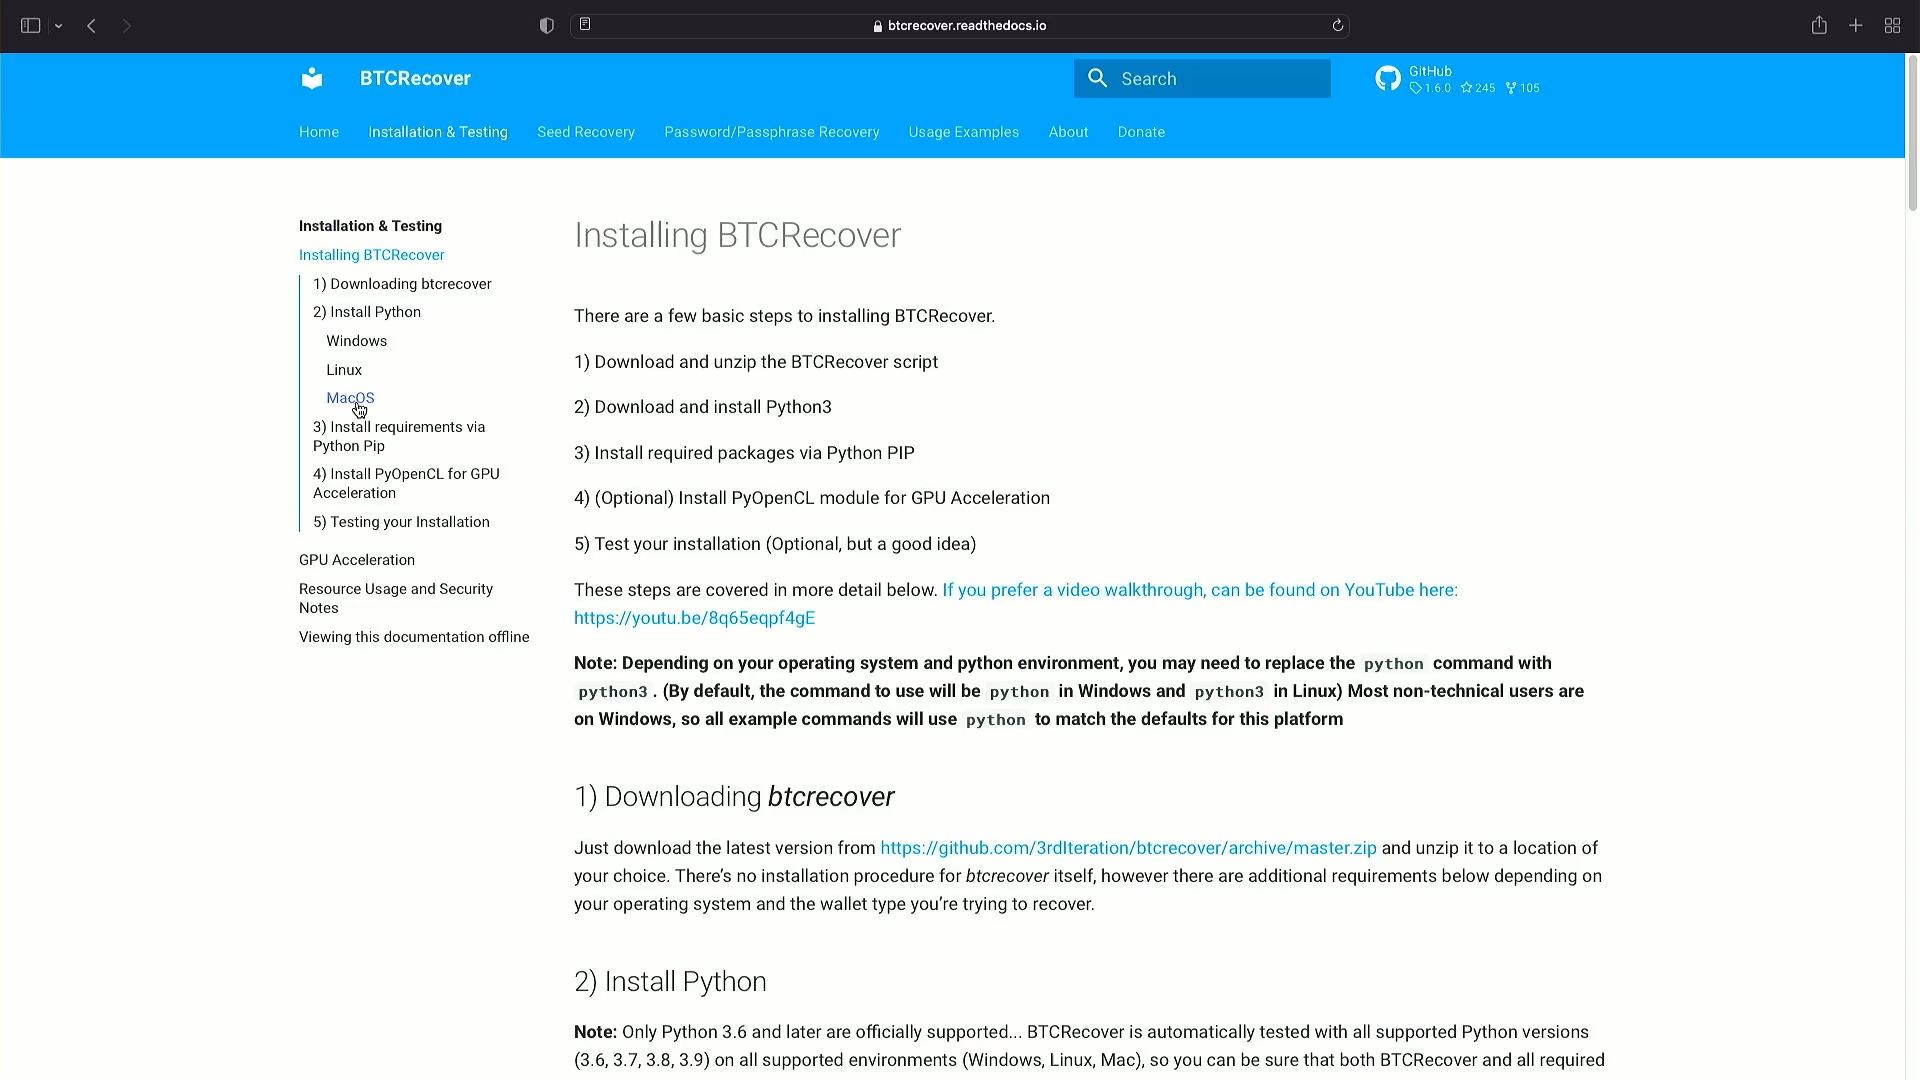 btcrecover.readthedocs.io
BTCRecover
Search
GitHub
1.6.0 245 105
Home Installation & Testing Seed Recovery Password/Passphrase Recovery Usage Examples About Donate
Installation & Testing
Installing BTCRecover
1) Downloading btcrecover
2) Install Python
Windows
Linux
MacOS
3) Install requirements via
Python Pip
4) Install PyOpenCL for GPU
Acceleration
5) Testing your Installation
GPU Acceleration
Resource Usage and Security
Notes
Viewing this documentation offline
Installing BTCRecover
There are a few basic steps to installing BTCRecover.
1) Download and unzip the BTCRecover script
2) Download and install Python3
3) Install required packages via Python PIP
4) (Optional) Install PyOpenCL module for GPU Acceleration
5) Test your installation (Optional, but a good idea)
These steps are covered in more detail below. If you prefer a video walkthrough, can be found on YouTube here:
https://youtu.be/8q65eqpf4gE
Note: Depending on your operating system and python environment, you may need to replace the python command with
python3 . (By default, the command to use will be python in Windows and python3 in Linux) Most non-technical users are
on Windows, so all example commands will use python to match the defaults for this platform
1) Downloading btcrecover
Just download the latest version from https://github.com/3rdIteration/btcrecover/archive/master.zip and unzip it to a location of
your choice. There's no installation procedure for btcrecover itself, however there are additional requirements below depending on
your operating system and the wallet type you're trying to recover.
2) Install Python
Note: Only Python 3.6 and later are officially supported... BTCRecover is automatically tested with all supported Python versions
(3.6, 3.7, 3.8, 3.9) on all supported environments (Windows, Linux, Mac), so you can be sure that both BTCRecover and all required